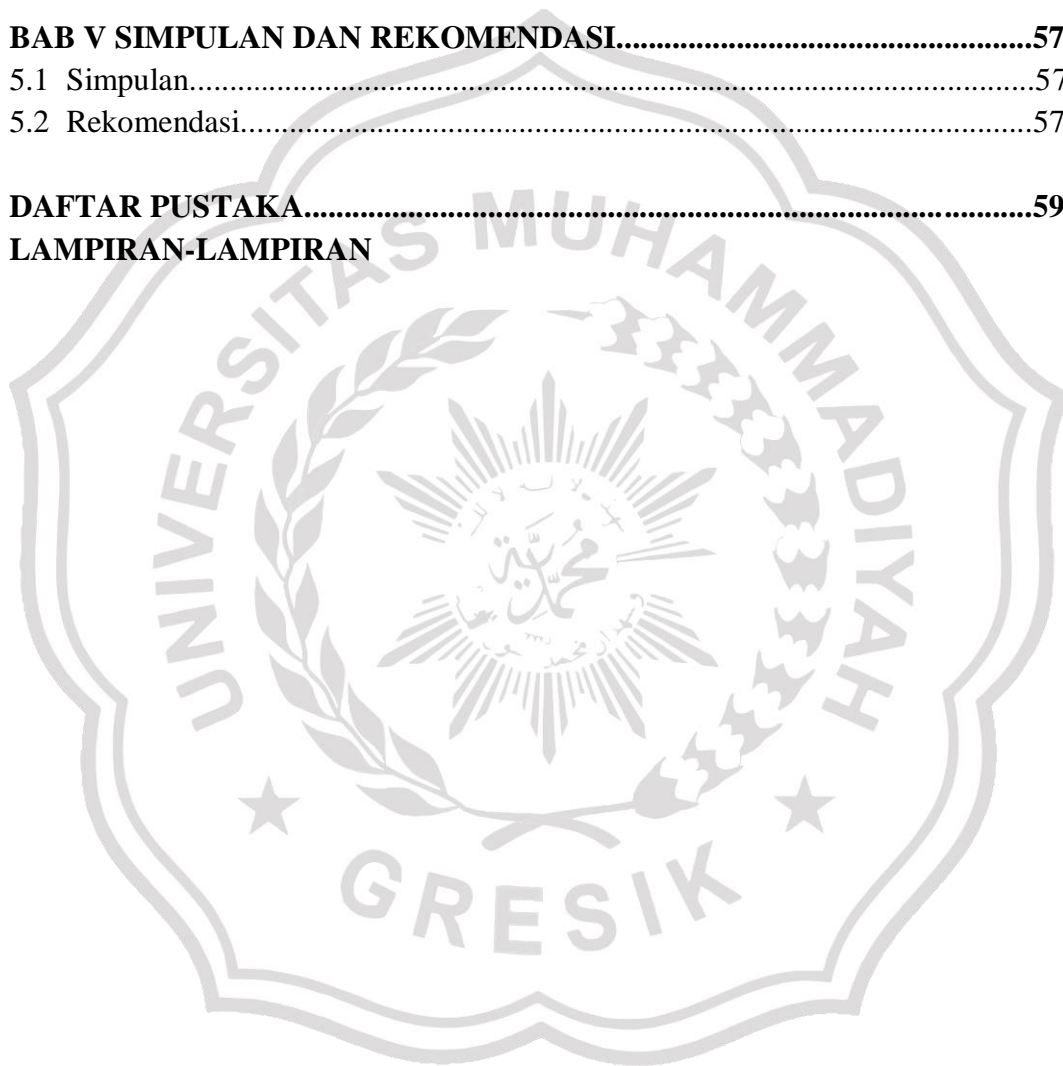 BAB V SIMPULAN DAN REKOMENDASI....................................................57
5.1 Simpulan..........................................................................................................57
5.2 Rekomendasi...................................................................................................57
DAFTAR PUSTAKA...........................................................................................59
LAMPIRAN-LAMPIRAN
UNIVERSITAS MUHAMMADIYAH
محمد
GRESIK